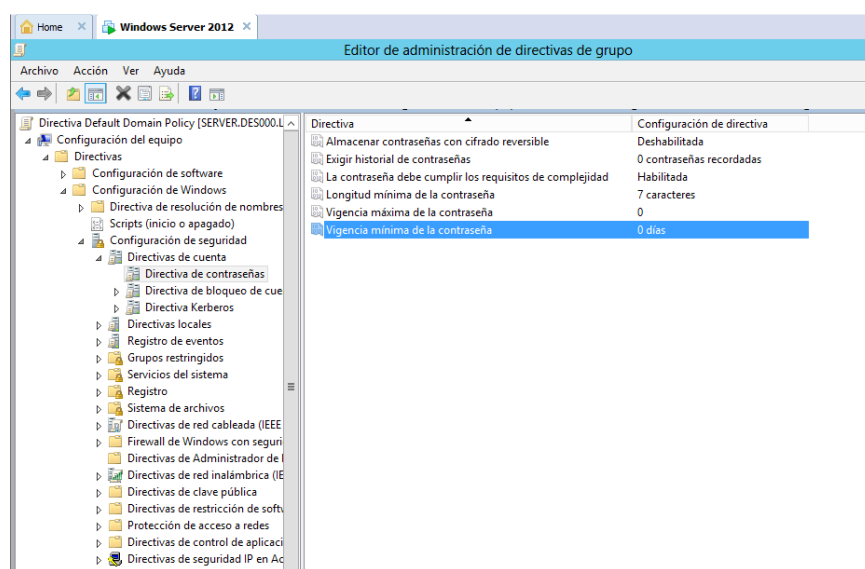 Home
Windows Server 2012
Editor de administración de directivas de grupo
Archivo Acción Ver Ayuda
Directiva Default Domain Policy [SERVER.DES000.L
Configuración del equipo
Directivas
Configuración de software
Configuración de Windows
Directiva de resolución de nombres
Scripts (inicio o apagado)
Configuración de seguridad
Directivas de cuenta
Directiva de contraseñas
Directiva de bloqueo de cue
Directiva Kerberos
Directivas locales
Registro de eventos
Grupos restringidos
Servicios del sistema
Registro
Sistema de archivos
Directivas de red cableada (IEEE
Firewall de Windows con seguri
Directivas de Administrador de l
Directivas de red inalámbrica (IE
Directivas de clave pública
Directivas de restricción de softw
Protección de acceso a redes
Directivas de control de aplicaci
Directivas de seguridad IP en Ac
Directiva Configuración de directiva
Almacenar contraseñas con cifrado reversible Deshabilitada
Exigir historial de contraseñas 0 contraseñas recordadas
La contraseña debe cumplir los requisitos de complejidad Habilitada
Longitud mínima de la contraseña 7 caracteres
Vigencia máxima de la contraseña 0
Vigencia mínima de la contraseña 0 días